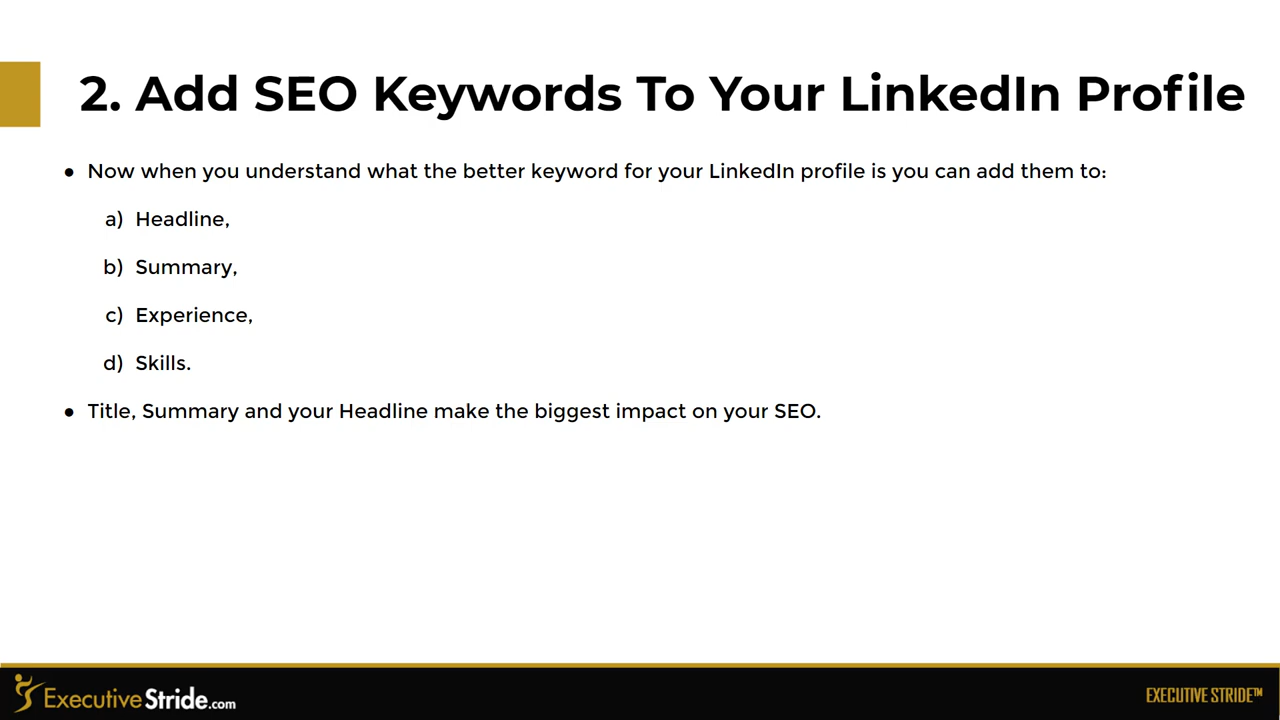 2. Add SEO Keywords To Your LinkedIn Profile
● Now when you understand what the better keyword for your LinkedIn profile is you can add them to:
a) Headline,
b) Summary,
c) Experience,
d) Skills.
● Title, Summary and your Headline make the biggest impact on your SEO.
ExecutiveStride.com
EXECUTIVE STRIDE™